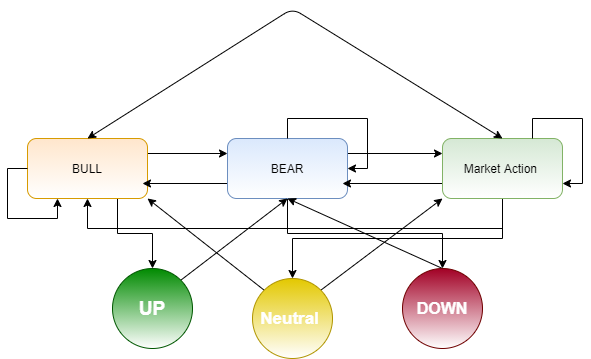 BULL
BEAR
Market Action
UP
Neutral
DOWN